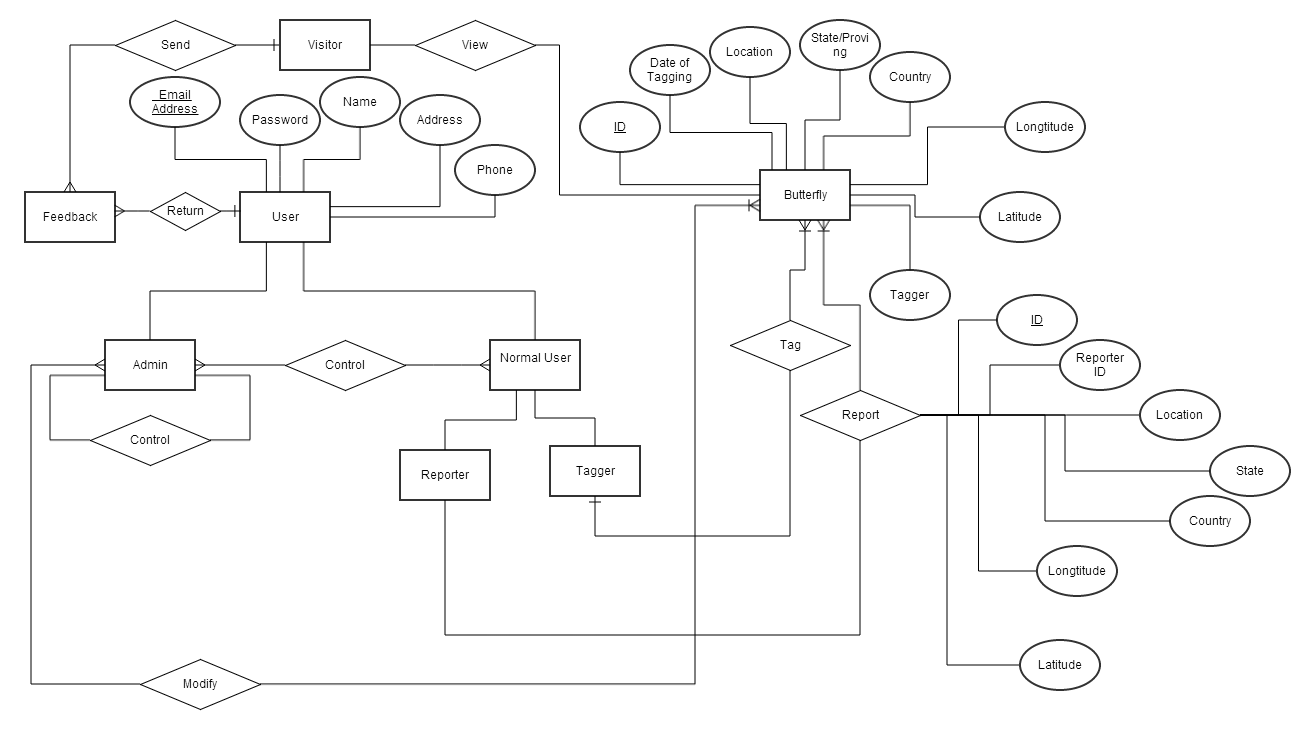 Send
Visitor
View
State/Provi
ng
Location
Date of
Tagging
Country
Email
Address
Name
Password
Address
ID
Longtitude
Phone
Butterfly
Feedback
Return
User
Latitude
Tagger
ID
Tag
Admin
Control
Normal User
Reporter
ID
Report
Location
Control
Reporter
Tagger
State
Country
Longtitude
Latitude
Modify